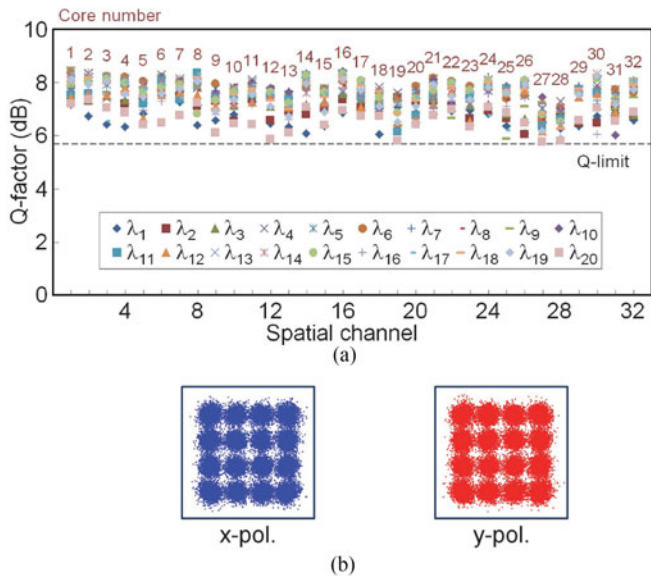 (a)
Core number
1 2 3 4 5 6 7 8 9 10 11 12 13 14 15 16 17 18 19 20 21 22 23 24 25 26 27 28 29 30 31 32
10
8
6
4
2
0
Q-factor (dB)
Q-limit
λ1 λ2 λ3 λ4 λ5 λ6 λ7 λ8 λ9 λ10
λ11 λ12 λ13 λ14 λ15 λ16 λ17 λ18 λ19 λ20
4 8 12 16 20 24 28 32
Spatial channel
(a)
x-pol. y-pol.
(b)